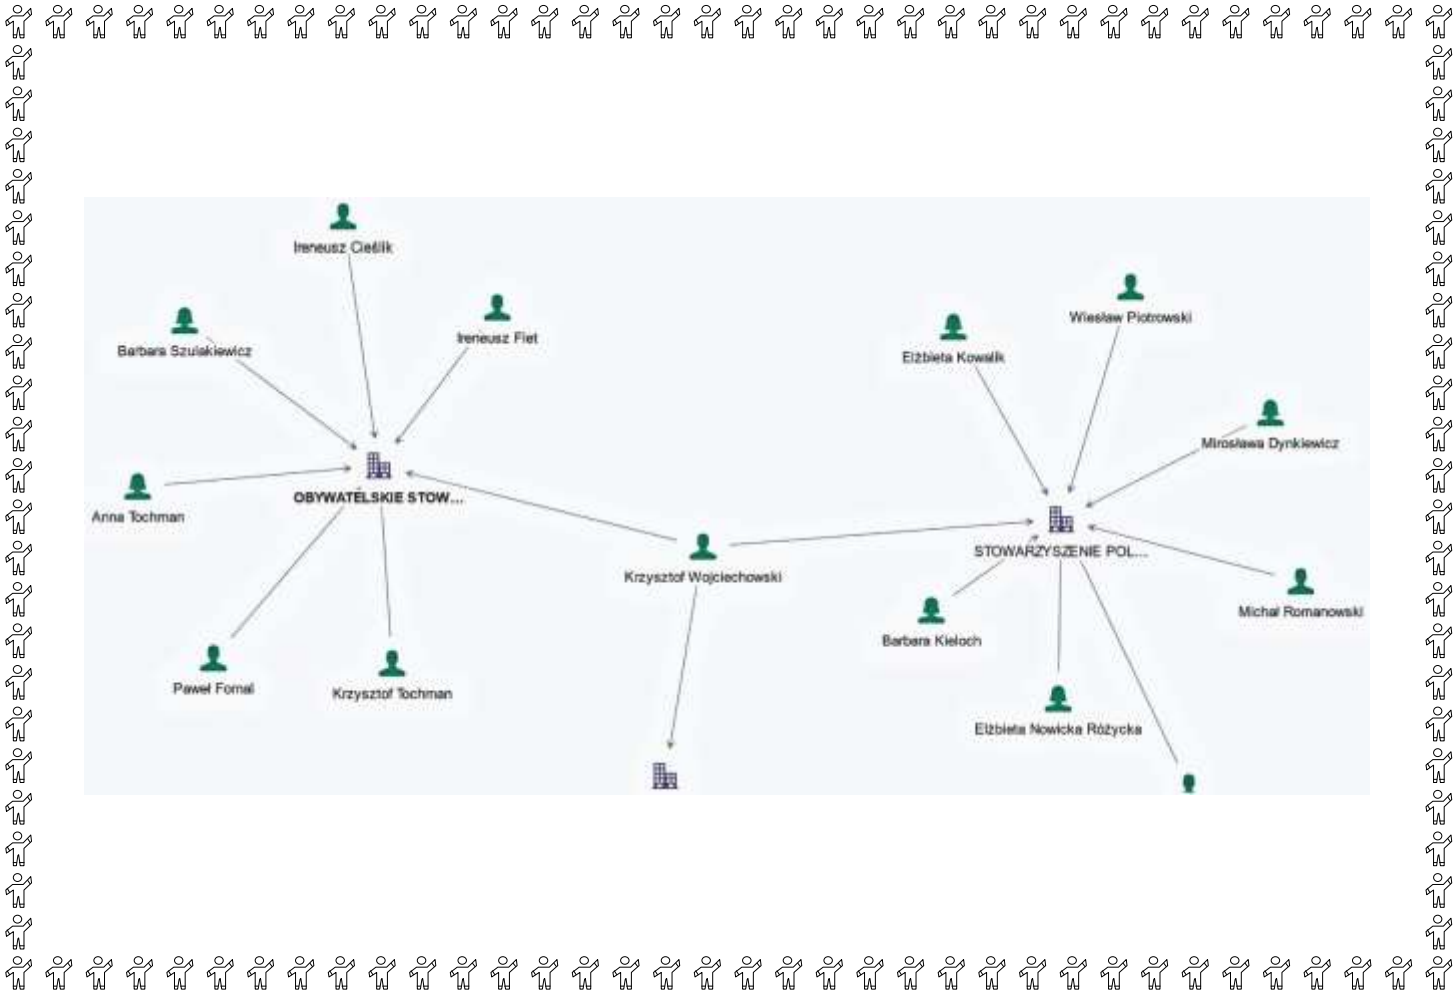 Ireneusz Cieślik
Wiesław Piotrowski
Ireneusz Fiet
Barbara Szulakiewicz
Elżbieta Kowalik
Mirosława Dynkiewicz
OBYWATELSKIE STOW...
Anna Tochman
STOWARZYSZENIE POL...
Krzysztof Wojciechowski
Michał Romanowski
Barbara Kieloch
Paweł Fornal
Krzysztof Tochman
Elżbieta Nowicka Różycka